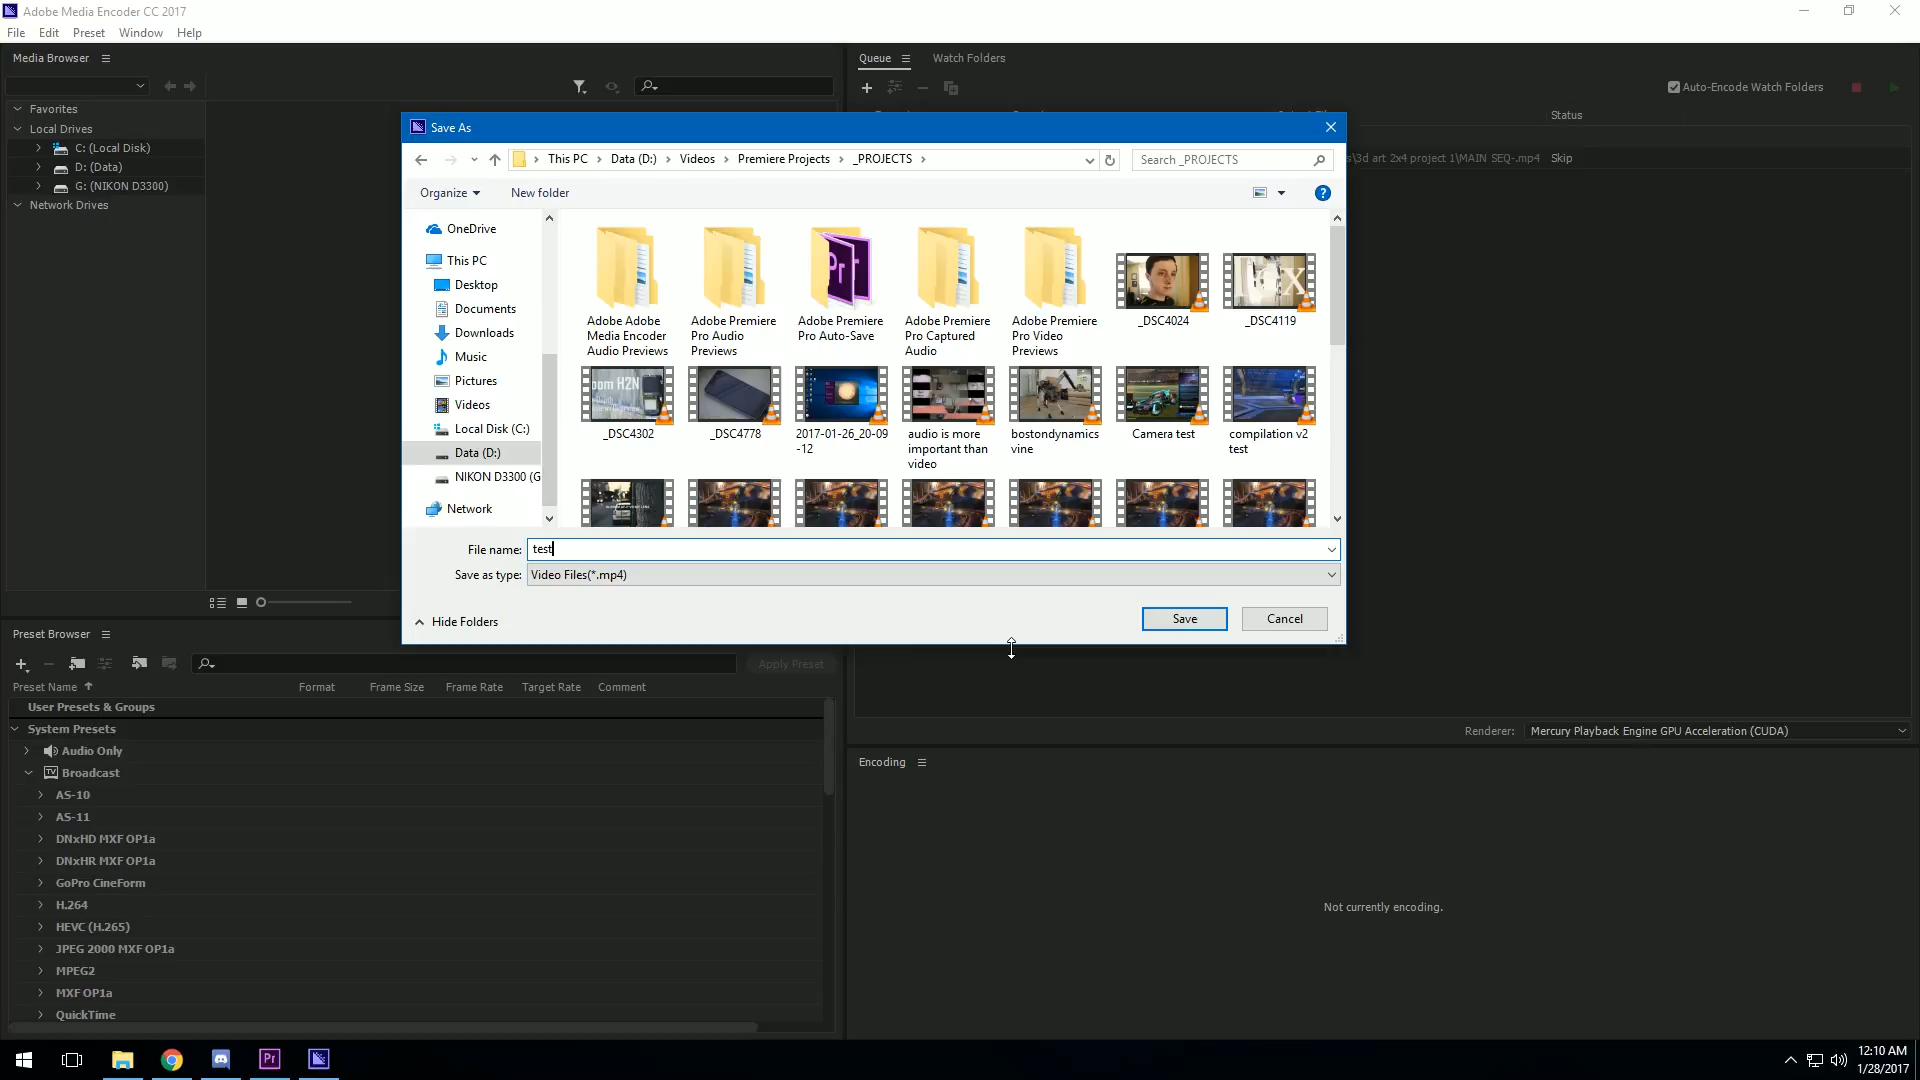 Adobe Media Encoder CC 2017
File Edit Preset Window Help
Media Browser
Favorites
Local Drives
C: (Local Disk)
D: (Data)
G: (NIKON D3300)
Network Drives
Queue Watch Folders
Auto-Encode Watch Folders
Status
s\3d art 2x4 project 1\MAIN SEQ-.mp4 Skip
Save As
This PC Data (D:) Videos Premiere Projects _PROJECTS
Search _PROJECTS
Organize New folder
OneDrive
This PC
Desktop
Documents
Downloads
Music
Pictures
Videos
Local Disk (C:)
Data (D:)
NIKON D3300 (G
Network
Adobe Adobe
Media Encoder
Audio Previews
Adobe Premiere
Pro Audio
Previews
Adobe Premiere
Pro Auto-Save
Adobe Premiere
Pro Captured
Audio
Adobe Premiere
Pro Video
Previews
_DSC4024
_DSC4119
_DSC4302
_DSC4778
2017-01-26_20-09
-12
audio is more
important than
video
bostondynamics
vine
Camera test
compilation v2
test
File name: test
Save as type: Video Files(*.mp4)
Hide Folders
Save Cancel
Preset Browser
Apply Preset
Preset Name Format Frame Size Frame Rate Target Rate Comment
User Presets & Groups
System Presets
Audio Only
Broadcast
AS-10
AS-11
DNxHD MXF OP1a
DNxHR MXF OP1a
GoPro CineForm
H.264
HEVC (H.265)
JPEG 2000 MXF OP1a
MPEG2
MXF OP1a
QuickTime
Renderer: Mercury Playback Engine GPU Acceleration (CUDA)
Encoding
Not currently encoding.
12:10 AM
1/28/2017